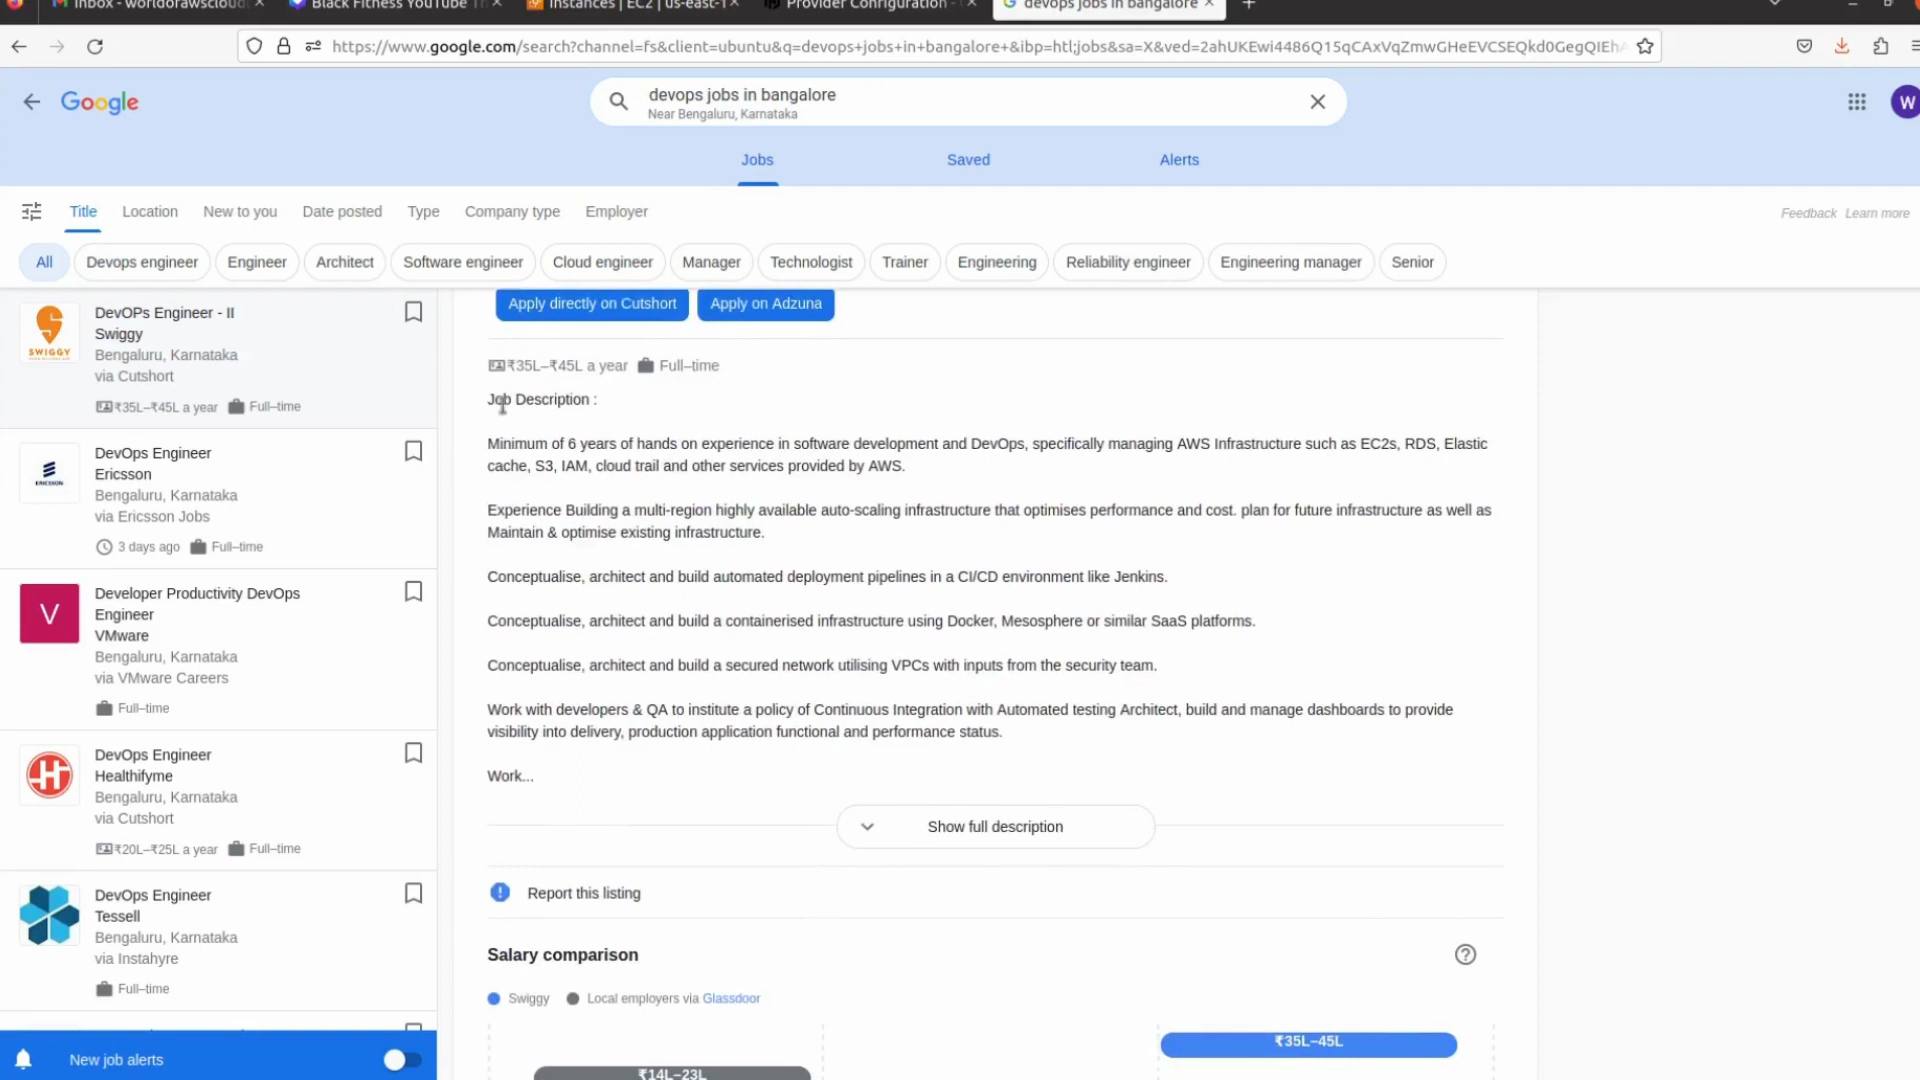 Inbox - worldorawscloud
Black Fitness YouTube Th
Instances | EC2 | us-east-1
Provider Configuration -
devops jobs in bangalore
https://www.google.com/search?channel=fs&client=ubuntu&q=devops+jobs+in+bangalore+&ibp=htl;jobs&sa=X&ved=2ahUKEwi4486Q15qCAxVqZmwGHeEVCSEQkd0GegQIEhA
Google
devops jobs in bangalore
Near Bengaluru, Karnataka
W
Jobs
Saved
Alerts
Title
Location
New to you
Date posted
Type
Company type
Employer
Feedback
Learn more
All
Devops engineer
Engineer
Architect
Software engineer
Cloud engineer
Manager
Technologist
Trainer
Engineering
Reliability engineer
Engineering manager
Senior
SWIGGY
DevOPs Engineer - II
Swiggy
Bengaluru, Karnataka
via Cutshort
₹35L–₹45L a year
Full–time
ERICSSON
DevOps Engineer
Ericsson
Bengaluru, Karnataka
via Ericsson Jobs
3 days ago
Full–time
V
Developer Productivity DevOps
Engineer
VMware
Bengaluru, Karnataka
via VMware Careers
Full–time
DevOps Engineer
Healthifyme
Bengaluru, Karnataka
via Cutshort
₹20L–₹25L a year
Full–time
DevOps Engineer
Tessell
Bengaluru, Karnataka
via Instahyre
Full–time
New job alerts
Apply directly on Cutshort
Apply on Adzuna
₹35L–₹45L a year
Full–time
Job Description :
Minimum of 6 years of hands on experience in software development and DevOps, specifically managing AWS Infrastructure such as EC2s, RDS, Elastic
cache, S3, IAM, cloud trail and other services provided by AWS.
Experience Building a multi-region highly available auto-scaling infrastructure that optimises performance and cost. plan for future infrastructure as well as
Maintain & optimise existing infrastructure.
Conceptualise, architect and build automated deployment pipelines in a CI/CD environment like Jenkins.
Conceptualise, architect and build a containerised infrastructure using Docker, Mesosphere or similar SaaS platforms.
Conceptualise, architect and build a secured network utilising VPCs with inputs from the security team.
Work with developers & QA to institute a policy of Continuous Integration with Automated testing Architect, build and manage dashboards to provide
visibility into delivery, production application functional and performance status.
Work...
Show full description
Report this listing
Salary comparison
Swiggy
Local employers via Glassdoor
₹35L–45L
₹14L–23L